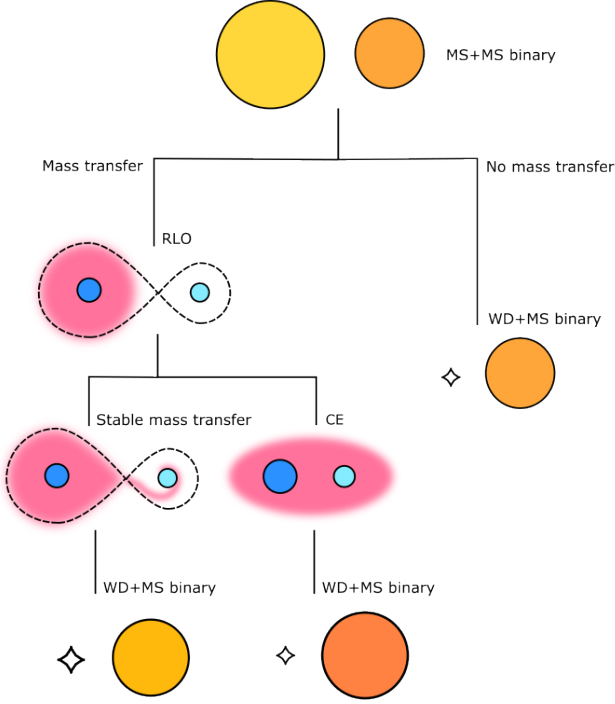 MS+MS binary
Mass transfer
No mass transfer
RLO
WD+MS binary
Stable mass transfer
CE
WD+MS binary
WD+MS binary